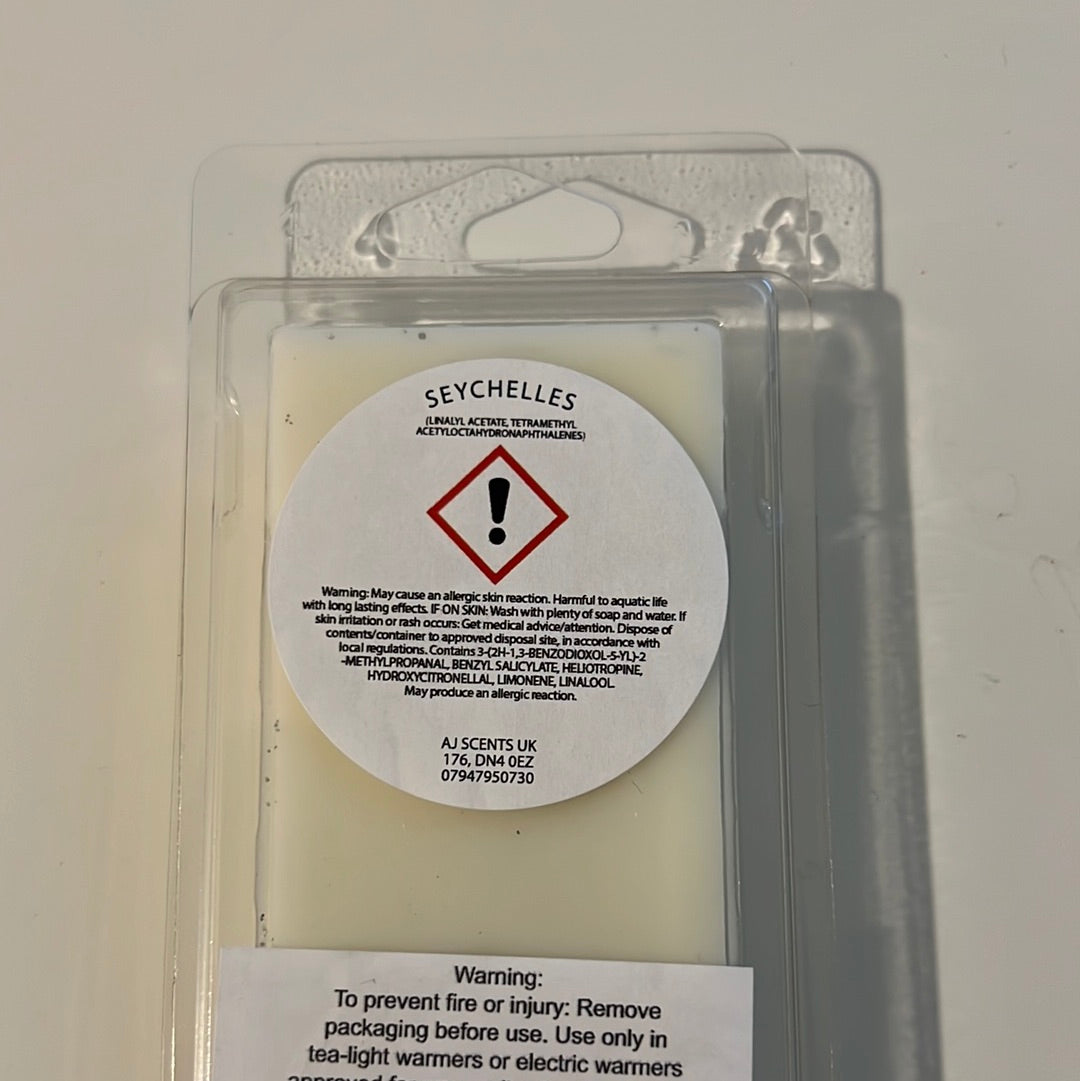 SEYCHELLES
(LINALYL ACETATE, TETRAMETHYL
ACETYLOCTAHYDRONAPHTHALENES)
Warning: May cause an allergic skin reaction. Harmful to aquatic life
with long lasting effects. IF ON SKIN: Wash with plenty of soap and water. If
skin irritation or rash occurs: Get medical advice/attention. Dispose of
contents/container to approved disposal site, in accordance with
local regulations. Contains 3-(2H-1,3-BENZODIOXOL-5-YL)-2
-METHYLPROPANAL, BENZYL SALICYLATE, HELIOTROPINE,
HYDROXYCITRONELLAL, LIMONENE, LINALOOL.
May produce an allergic reaction.
AJ SCENTS UK
176, DN4 0EZ
07947950730
Warning:
To prevent fire or injury: Remove
packaging before use. Use only in
tea-light warmers or electric warmers